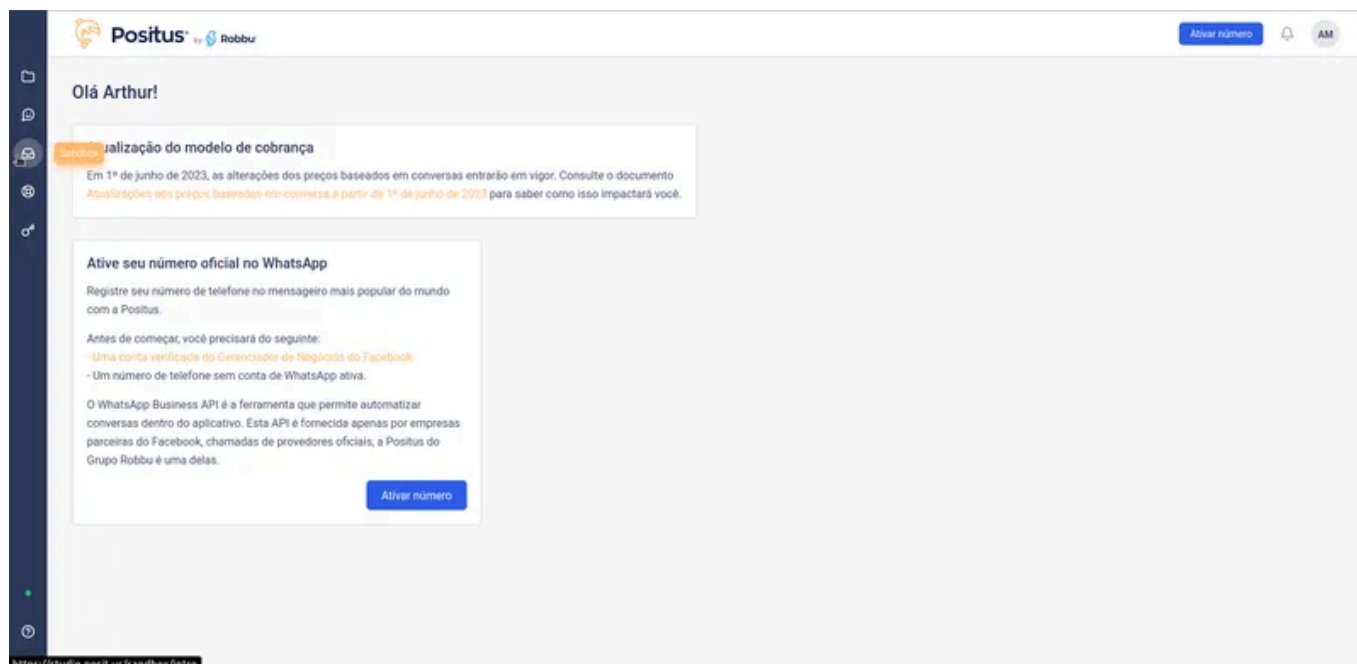 Positus by Robbu
Ativar número
AM
Olá Arthur!
Sandbox
ualização do modelo de cobrança
Em 1º de junho de 2023, as alterações dos preços baseados em conversas entrarão em vigor. Consulte o documento
Atualizações aos preços baseados em conversa a partir de 1º de junho de 2023 para saber como isso impactará você.
Ative seu número oficial no WhatsApp
Registre seu número de telefone no mensageiro mais popular do mundo
com a Positus.
Antes de começar, você precisará do seguinte:
- Uma conta verificada do Gerenciador de Negócios do Facebook.
- Um número de telefone sem conta de WhatsApp ativa.
O WhatsApp Business API é a ferramenta que permite automatizar
conversas dentro do aplicativo. Esta API é fornecida apenas por empresas
parceiras do Facebook, chamadas de provedores oficiais, a Positus do
Grupo Robbu é uma delas.
Ativar número
https://studio.posit.us/sandbox/intro